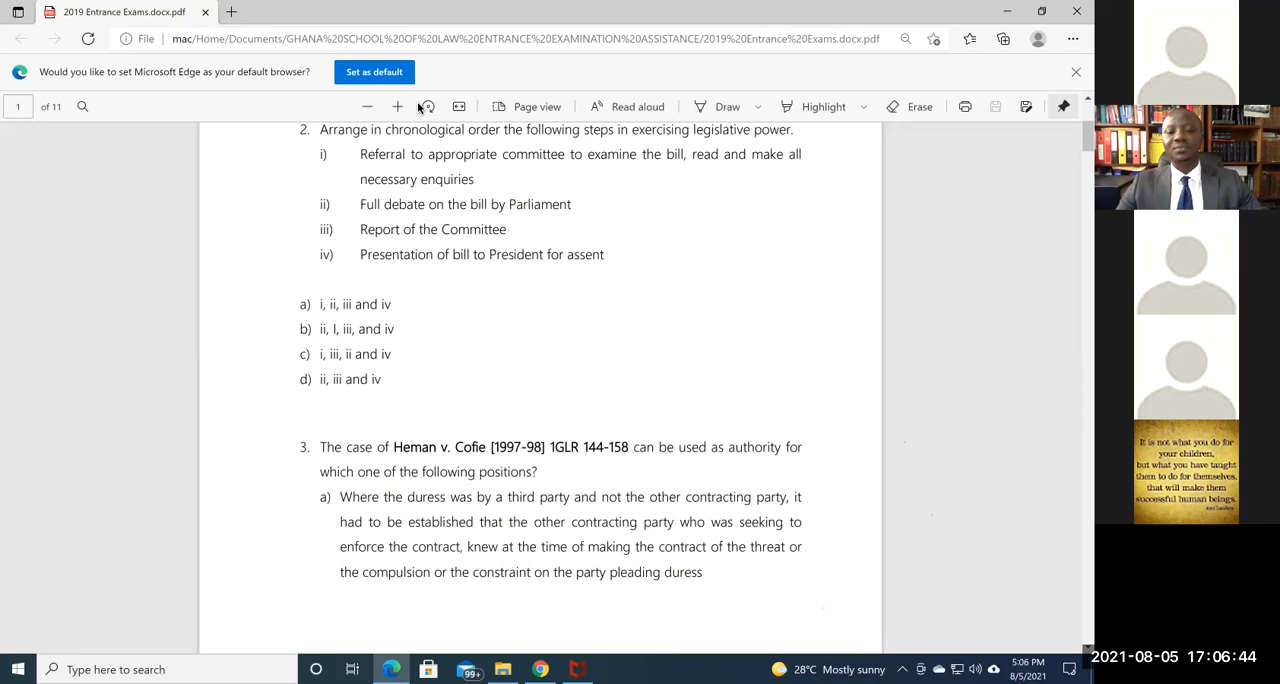 2019 Entrance Exams.docx.pdf
File
mac/Home/Documents/GHANA%20SCHOOL%20OF%20LAW%20ENTRANCE%20EXAMINATION%20ASSISTANCE/2019%20Entrance%20Exams.docx.pdf
Would you like to set Microsoft Edge as your default browser?
Set as default
1 of 11
Page view
Read aloud
Draw
Highlight
Erase
2. Arrange in chronological order the following steps in exercising legislative power.
i) Referral to appropriate committee to examine the bill, read and make all
necessary enquiries
ii) Full debate on the bill by Parliament
iii) Report of the Committee
iv) Presentation of bill to President for assent
a) i, ii, iii and iv
b) ii, I, iii, and iv
c) i, iii, ii and iv
d) ii, iii and iv
3. The case of Heman v. Cofie [1997-98] 1GLR 144-158 can be used as authority for
which one of the following positions?
a) Where the duress was by a third party and not the other contracting party, it
had to be established that the other contracting party who was seeking to
enforce the contract, knew at the time of making the contract of the threat or
the compulsion or the constraint on the party pleading duress
It is not what you do for
your children,
but what you have taught
them to do for themselves,
that will make them
successful human beings.
Type here to search
99+
28°C Mostly sunny
5:06 PM
8/5/2021
2021-08-05 17:06:44